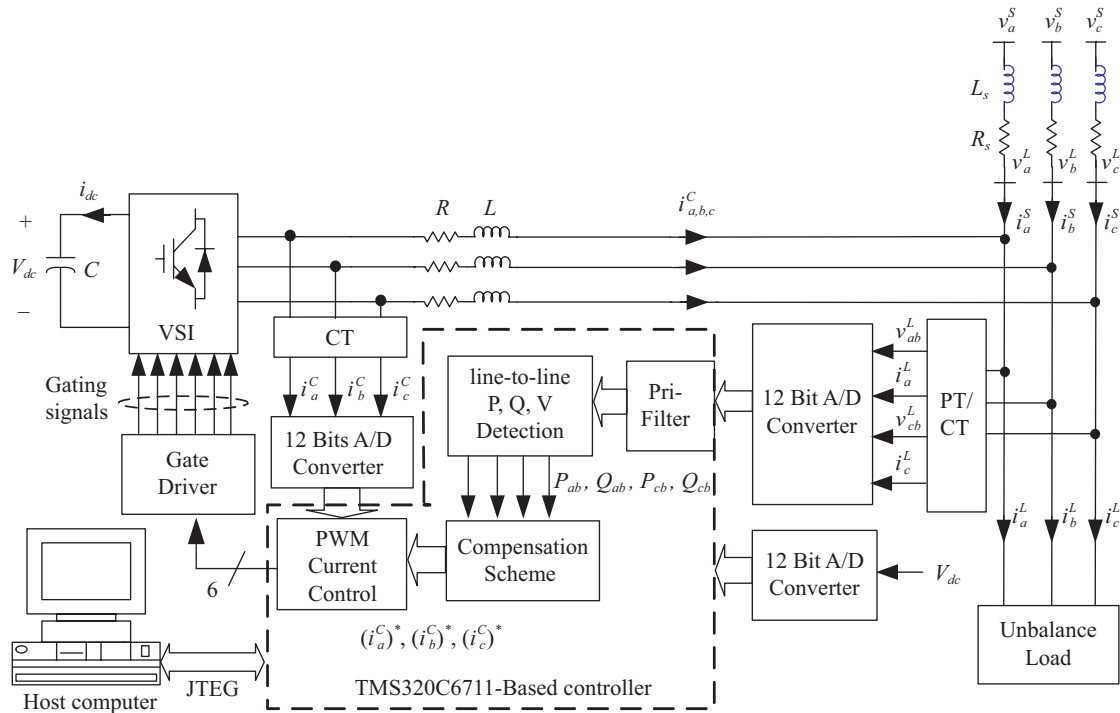 v_a^S v_b^S v_c^S
L_s
R_s
v_a^L v_b^L v_c^L
i_dc
R L i_{a,b,c}^C i_a^S i_b^S i_c^S
+
V_dc C
−
VSI
CT
Gating
signals
i_a^C i_b^C i_c^C
line-to-line
P, Q, V
Detection
Pri-
Filter
12 Bit A/D
Converter
v_ab^L
i_a^L
v_cb^L
i_c^L
PT/
CT
12 Bits A/D
Converter
Gate
Driver
P_ab, Q_ab, P_cb, Q_cb
i_a^L i_b^L i_c^L
PWM
Current
Control
Compensation
Scheme
12 Bit A/D
Converter
V_dc
6
(i_a^C)^*, (i_b^C)^*, (i_c^C)^*
Unbalance
Load
JTEG
TMS320C6711-Based controller
Host computer